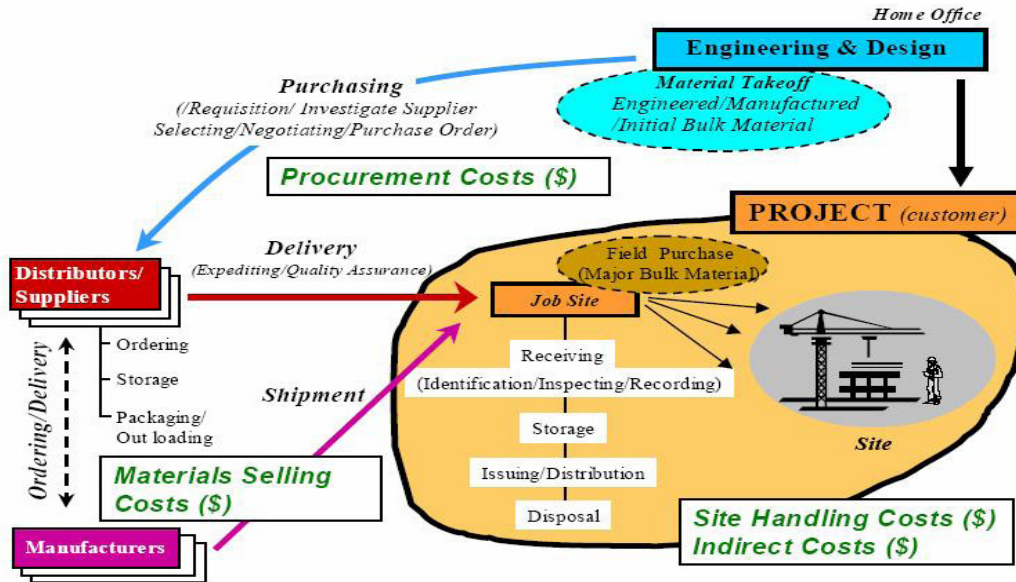 Home Office
Engineering & Design
Material Takeoff
Engineered/Manufactured
/Initial Bulk Material
Purchasing
(/Requisition/ Investigate Supplier
Selecting/Negotiating/Purchase Order)
Procurement Costs ($)
PROJECT (customer)
Delivery
(Expediting/Quality Assurance)
Field Purchase
(Major Bulk Material)
Distributors/
Suppliers
Job Site
Ordering
Storage
Packaging/
Out loading
Ordering/Delivery
Shipment
Receiving
(Identification/Inspecting/Recording)
Storage
Issuing/Distribution
Disposal
Site
Materials Selling
Costs ($)
Site Handling Costs ($)
Indirect Costs ($)
Manufacturers